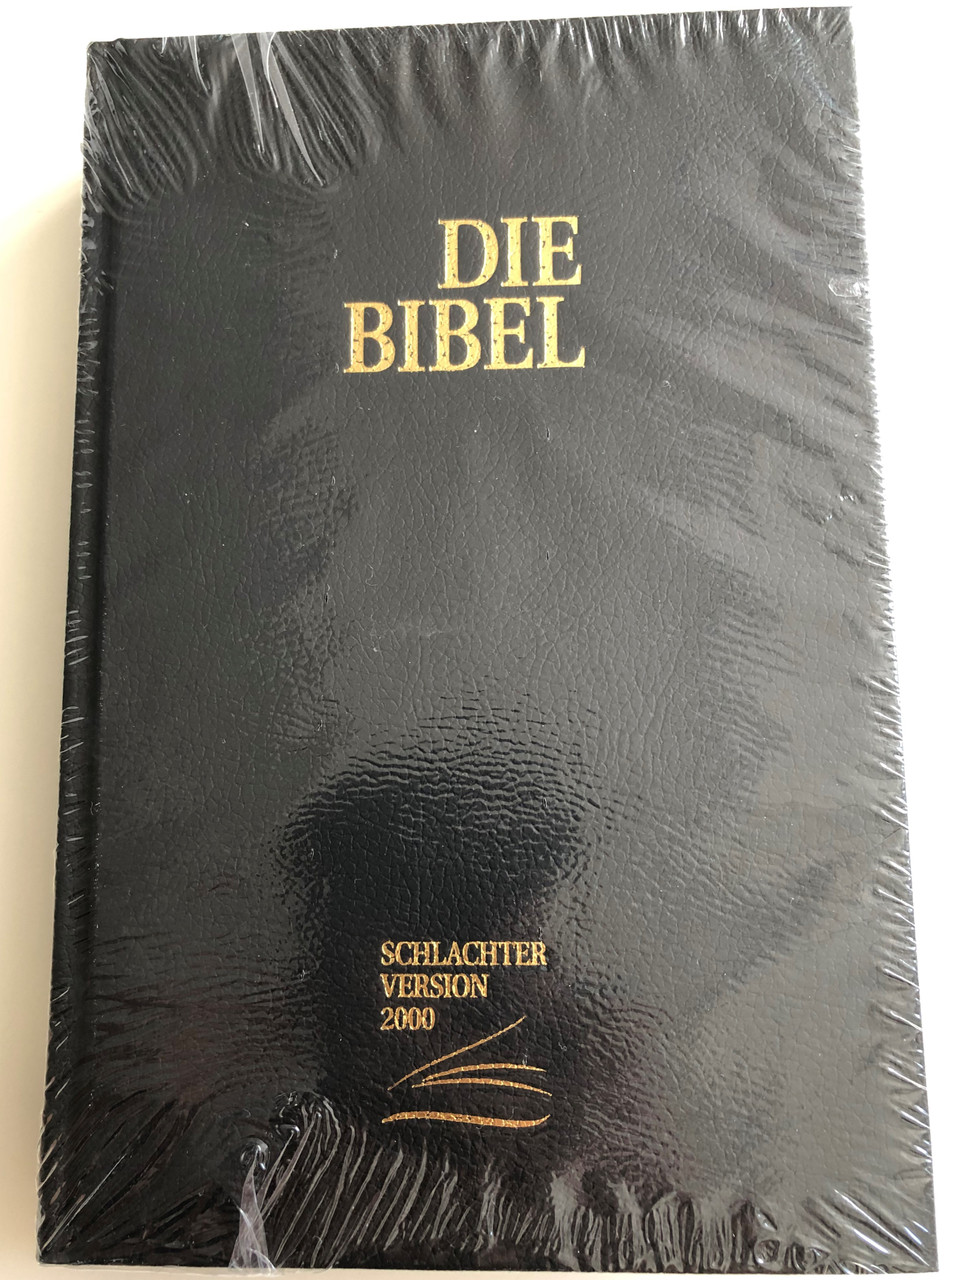 DIE
BIBEL
SCHLACHTER
VERSION
2000